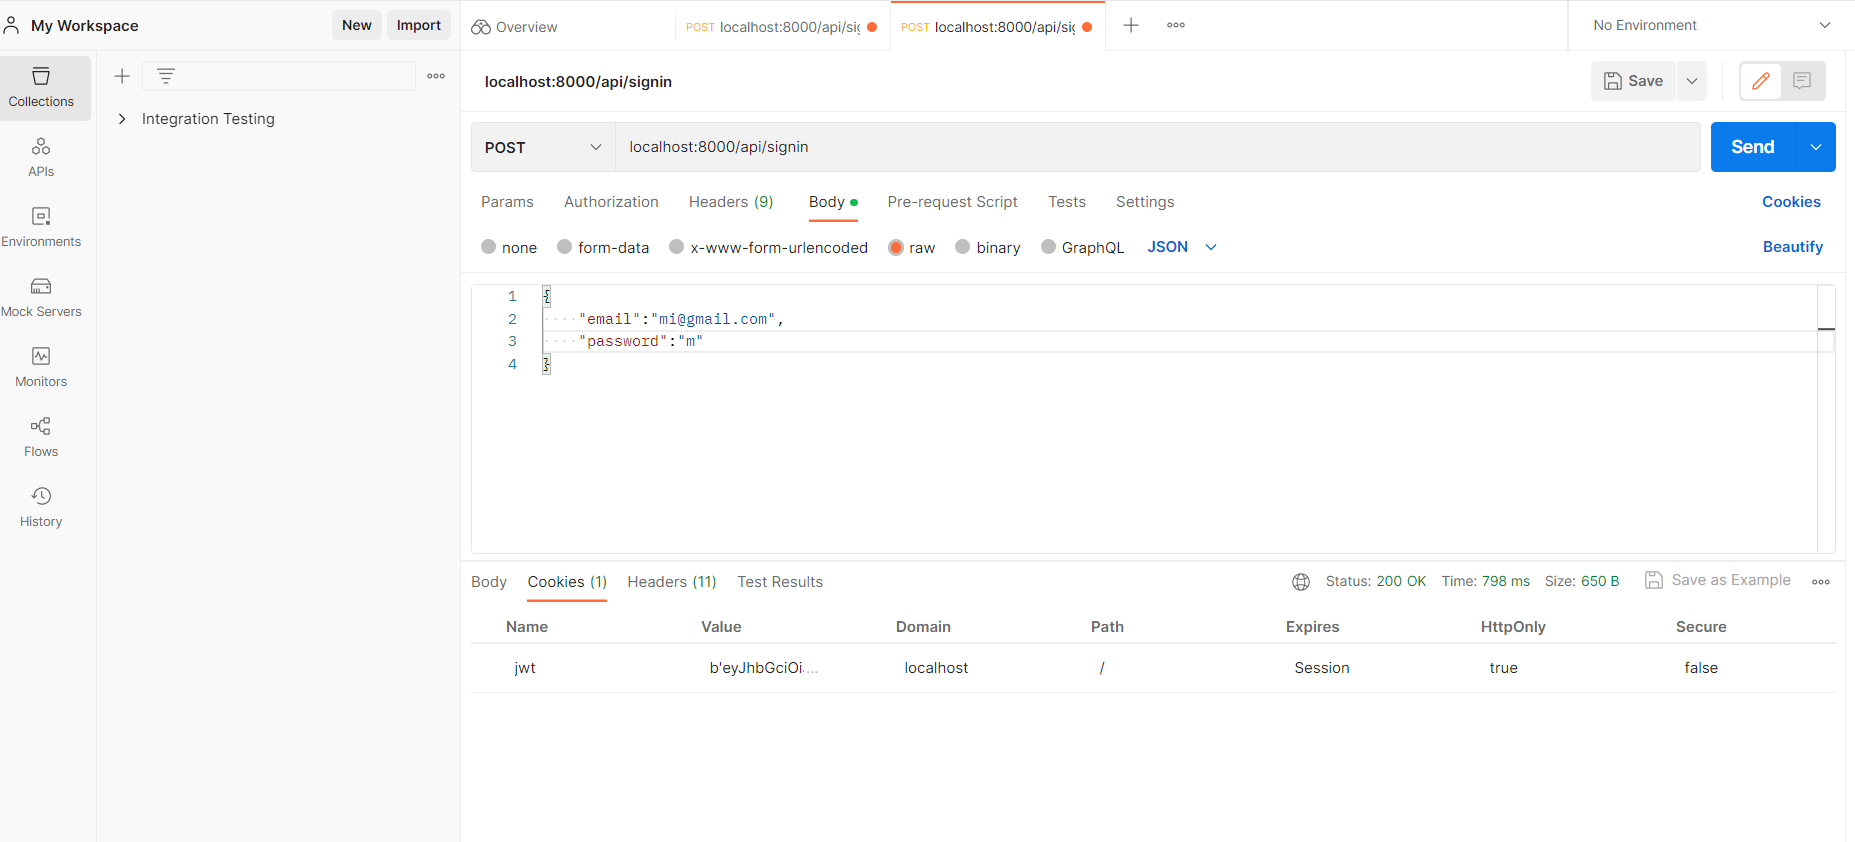 My Workspace
New
Import
Overview
POST localhost:8000/api/sig
POST localhost:8000/api/sig
No Environment
Collections
APIs
Environments
Mock Servers
Monitors
Flows
History
Integration Testing
localhost:8000/api/signin
Save
POST
localhost:8000/api/signin
Send
Params
Authorization
Headers (9)
Body
Pre-request Script
Tests
Settings
Cookies
none
form-data
x-www-form-urlencoded
raw
binary
GraphQL
JSON
Beautify
1 {
2 "email":"mi@gmail.com",
3 "password":"m"
4 }
Body
Cookies (1)
Headers (11)
Test Results
Status: 200 OK
Time: 798 ms
Size: 650 B
Save as Example
Name Value Domain Path Expires HttpOnly Secure
jwt b'eyJhbGciOi.... localhost / Session true false